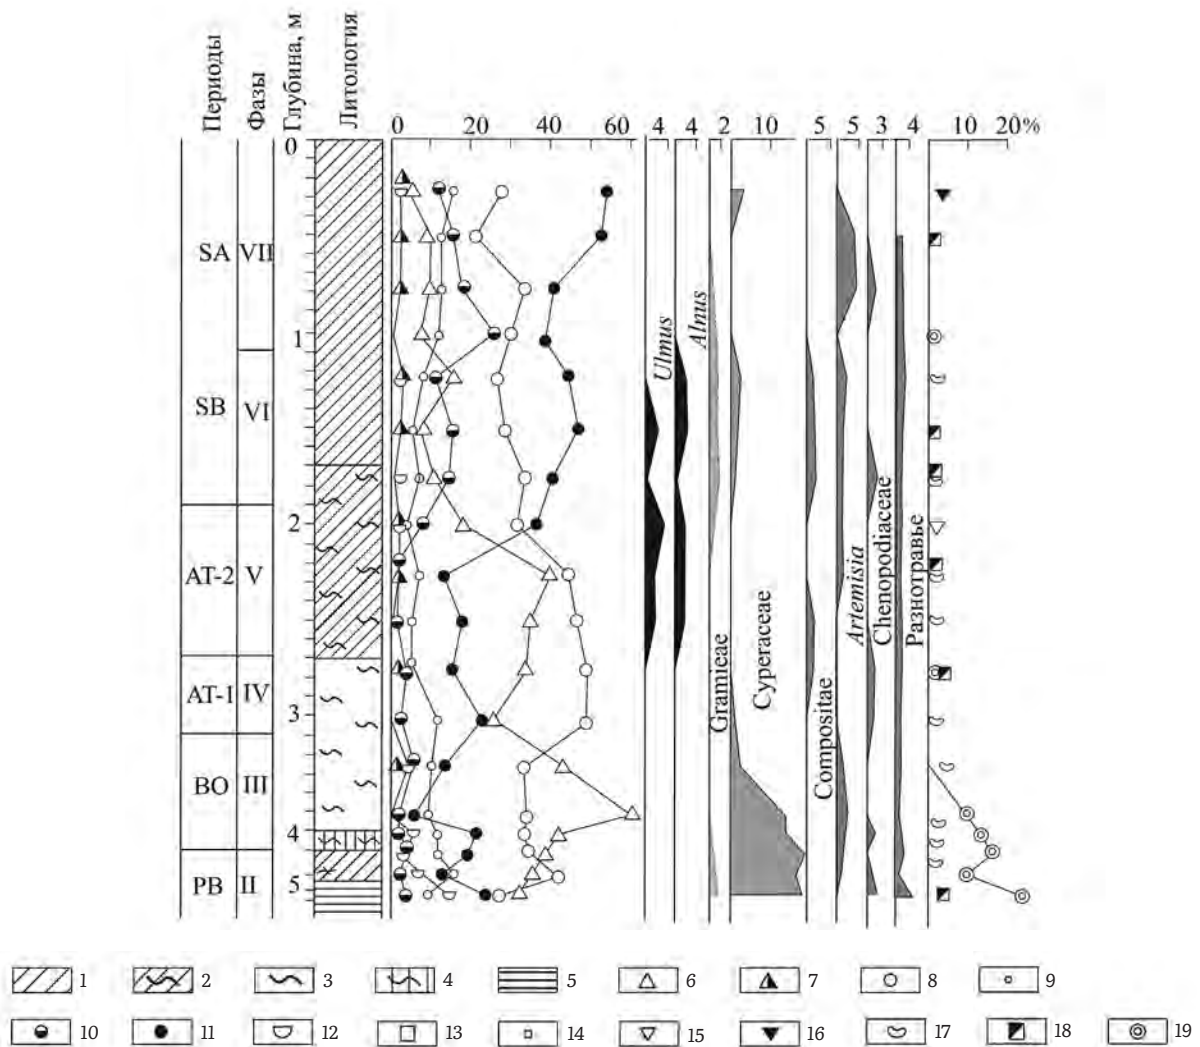 Периоды
Фазы
Глубина, м
Литология
0 20 40 60 4 4 2 10 5 5 3 4 10 20%
Ulmus
Alnus
Gramieae
Cyperaceae
Compositae
Artemisia
Chenopodiaceae
Разнотравье
0
SA VII
1
SB VI
2
AT-2 V
AT-1 IV
3
BO III
4
PB II
5
1 2 3 4 5 6 7 8 9
10 11 12 13 14 15 16 17 18 19